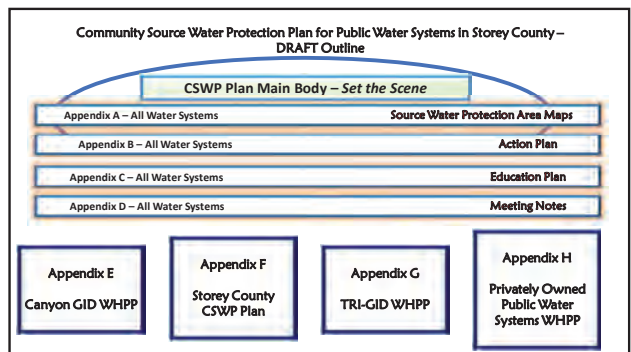 Community Source Water Protection Plan for Public Water Systems in Storey County –
DRAFT Outline
CSWP Plan Main Body – Set the Scene
Appendix A – All Water Systems Source Water Protection Area Maps
Appendix B – All Water Systems Action Plan
Appendix C – All Water Systems Education Plan
Appendix D – All Water Systems Meeting Notes
Appendix E
Canyon GID WHPP
Appendix F
Storey County
CSWP Plan
Appendix G
TRI-GID WHPP
Appendix H
Privately Owned
Public Water
Systems WHPP